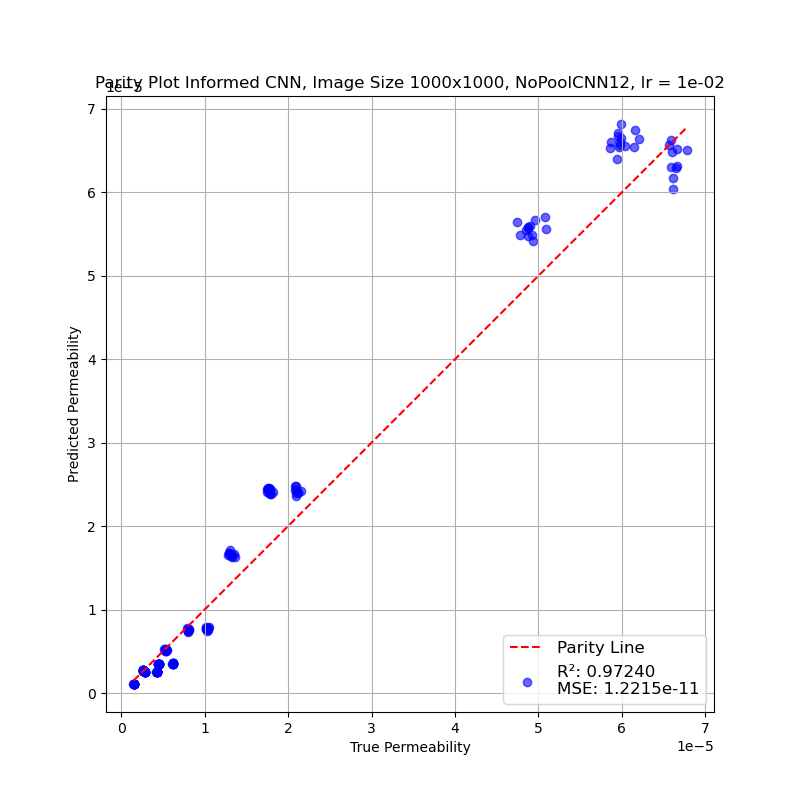 Parity Plot Informed CNN, Image Size 1000x1000, NoPoolCNN12, lr = 1e-02
1e−5
7
6
5
4
3
2
1
0
Predicted Permeability
Parity Line
R²: 0.97240
MSE: 1.2215e-11
0 1 2 3 4 5 6 7
True Permeability
1e−5